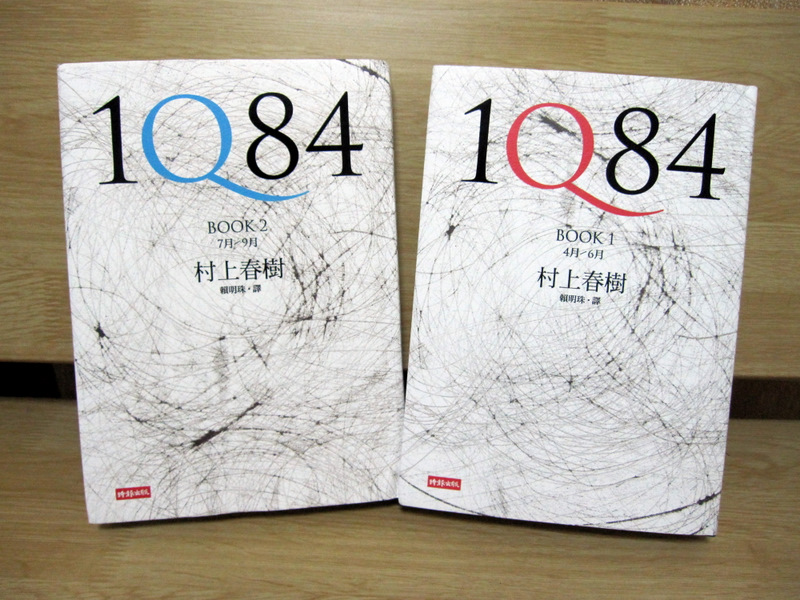 1Q84
BOOK 2
7月／9月
村上春樹
賴明珠・譯
時報出版
1Q84
BOOK 1
4月／6月
村上春樹
賴明珠・譯
時報出版